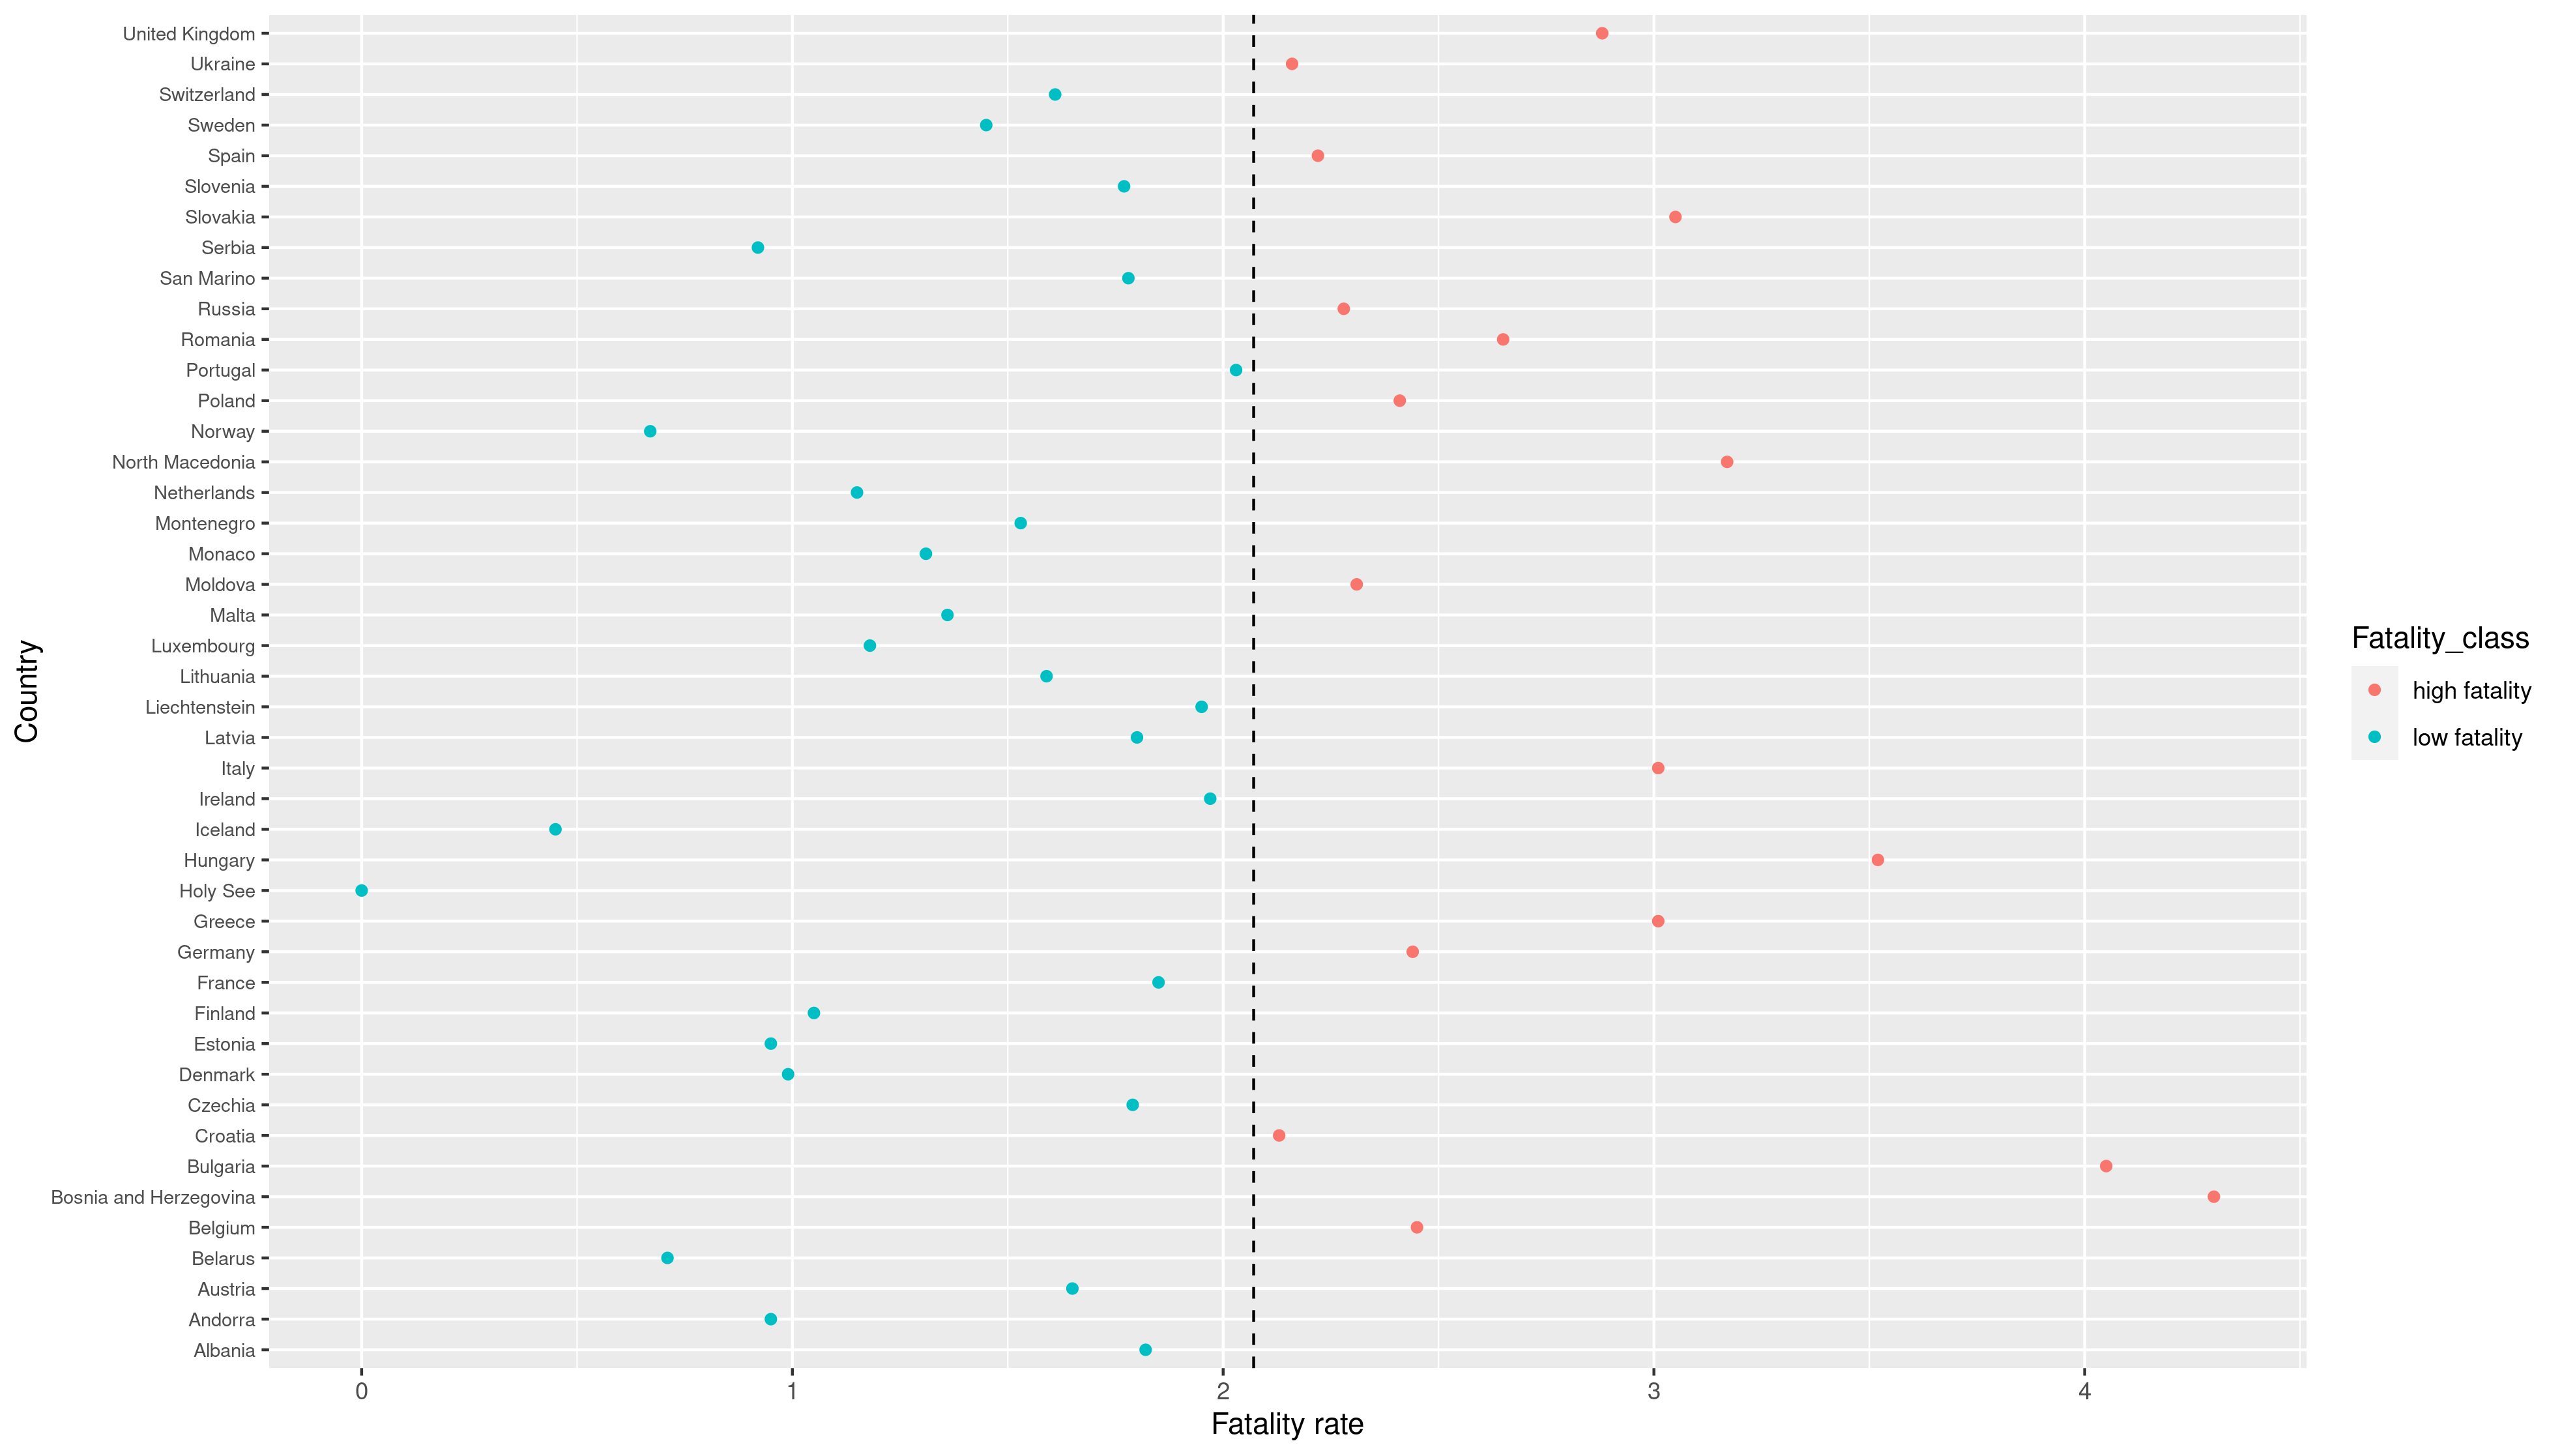 United Kingdom
Ukraine
Switzerland
Sweden
Spain
Slovenia
Slovakia
Serbia
San Marino
Russia
Romania
Portugal
Poland
Norway
North Macedonia
Netherlands
Montenegro
Monaco
Moldova
Malta
Luxembourg
Lithuania
Liechtenstein
Latvia
Italy
Ireland
Iceland
Hungary
Holy See
Greece
Germany
France
Finland
Estonia
Denmark
Czechia
Croatia
Bulgaria
Bosnia and Herzegovina
Belgium
Belarus
Austria
Andorra
Albania
Country
0 1 2 3 4
Fatality rate
Fatality_class
high fatality
low fatality